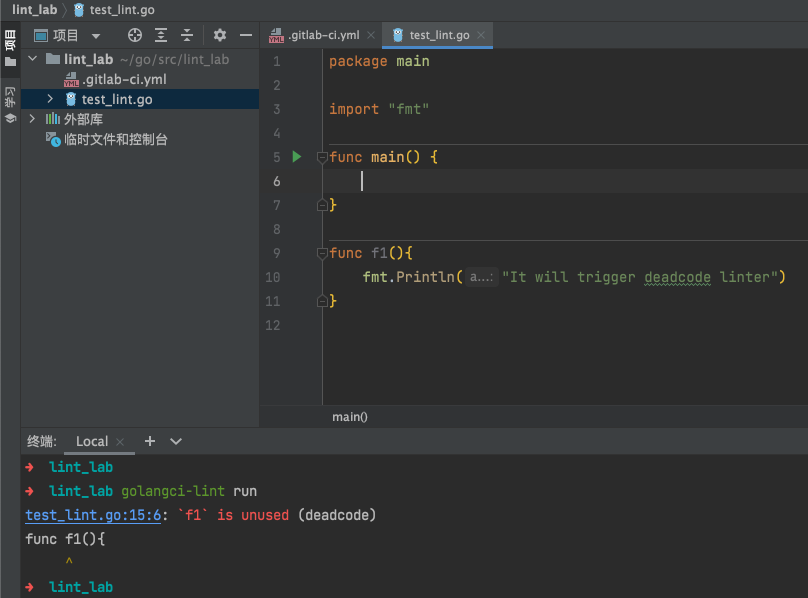 lint_lab 〉 test_lint.go
项目
学习
项目
lint_lab ~/go/src/lint_lab
.gitlab-ci.yml
test_lint.go
外部库
临时文件和控制台
.gitlab-ci.yml
test_lint.go
1 package main
2
3 import "fmt"
4
5 func main() {
6
7 }
8
9 func f1(){
10 fmt.Println( a...: "It will trigger deadcode linter")
11 }
12
main()
终端: Local
➜ lint_lab
➜ lint_lab golangci-lint run
test_lint.go:15:6: `f1` is unused (deadcode)
func f1(){
^
➜ lint_lab